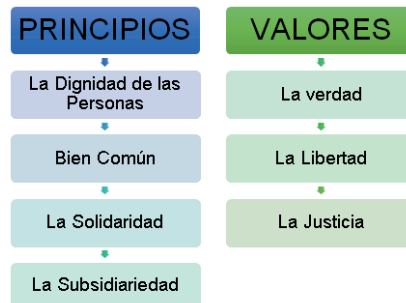 PRINCIPIOS
La Dignidad de las
Personas
Bien Común
La Solidaridad
La Subsidiariedad
VALORES
La verdad
La Libertad
La Justicia